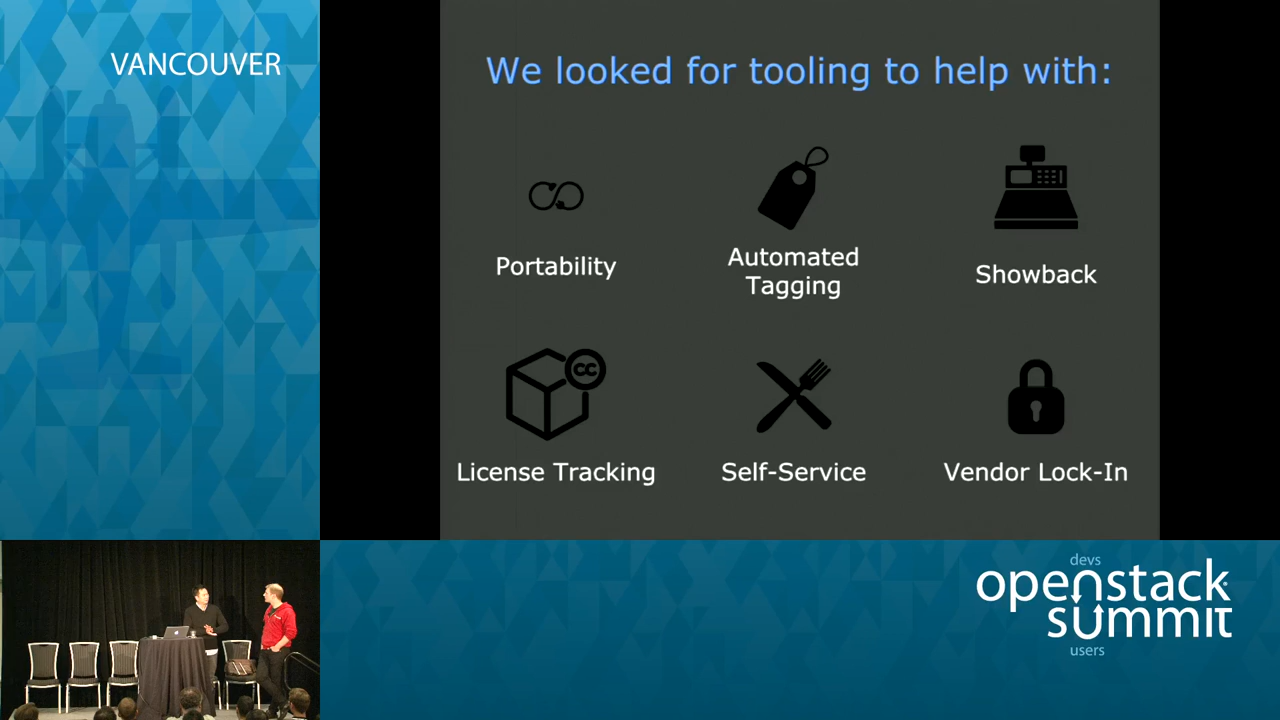 VANCOUVER
We looked for tooling to help with:
Portability
Automated
Tagging
Showback
CC
License Tracking
Self-Service
Vendor Lock-In
devs
openstack
summit
users